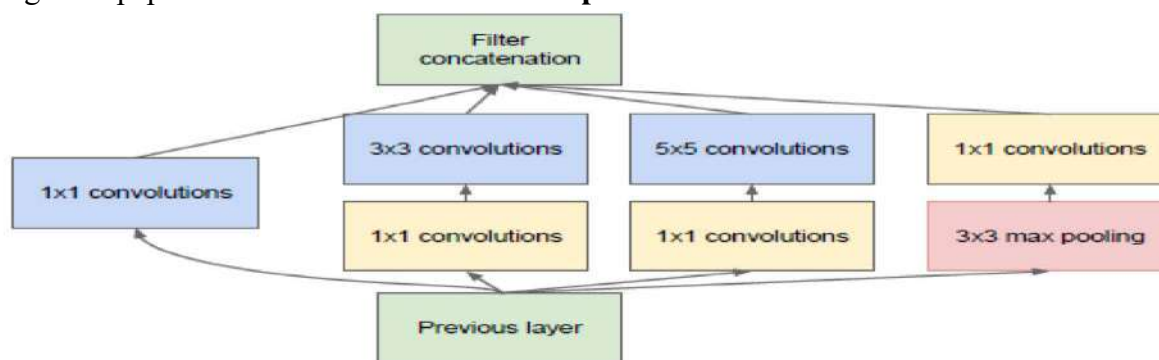 Filter
concatenation
3x3 convolutions
5x5 convolutions
1x1 convolutions
1x1 convolutions
1x1 convolutions
1x1 convolutions
3x3 max pooling
Previous layer